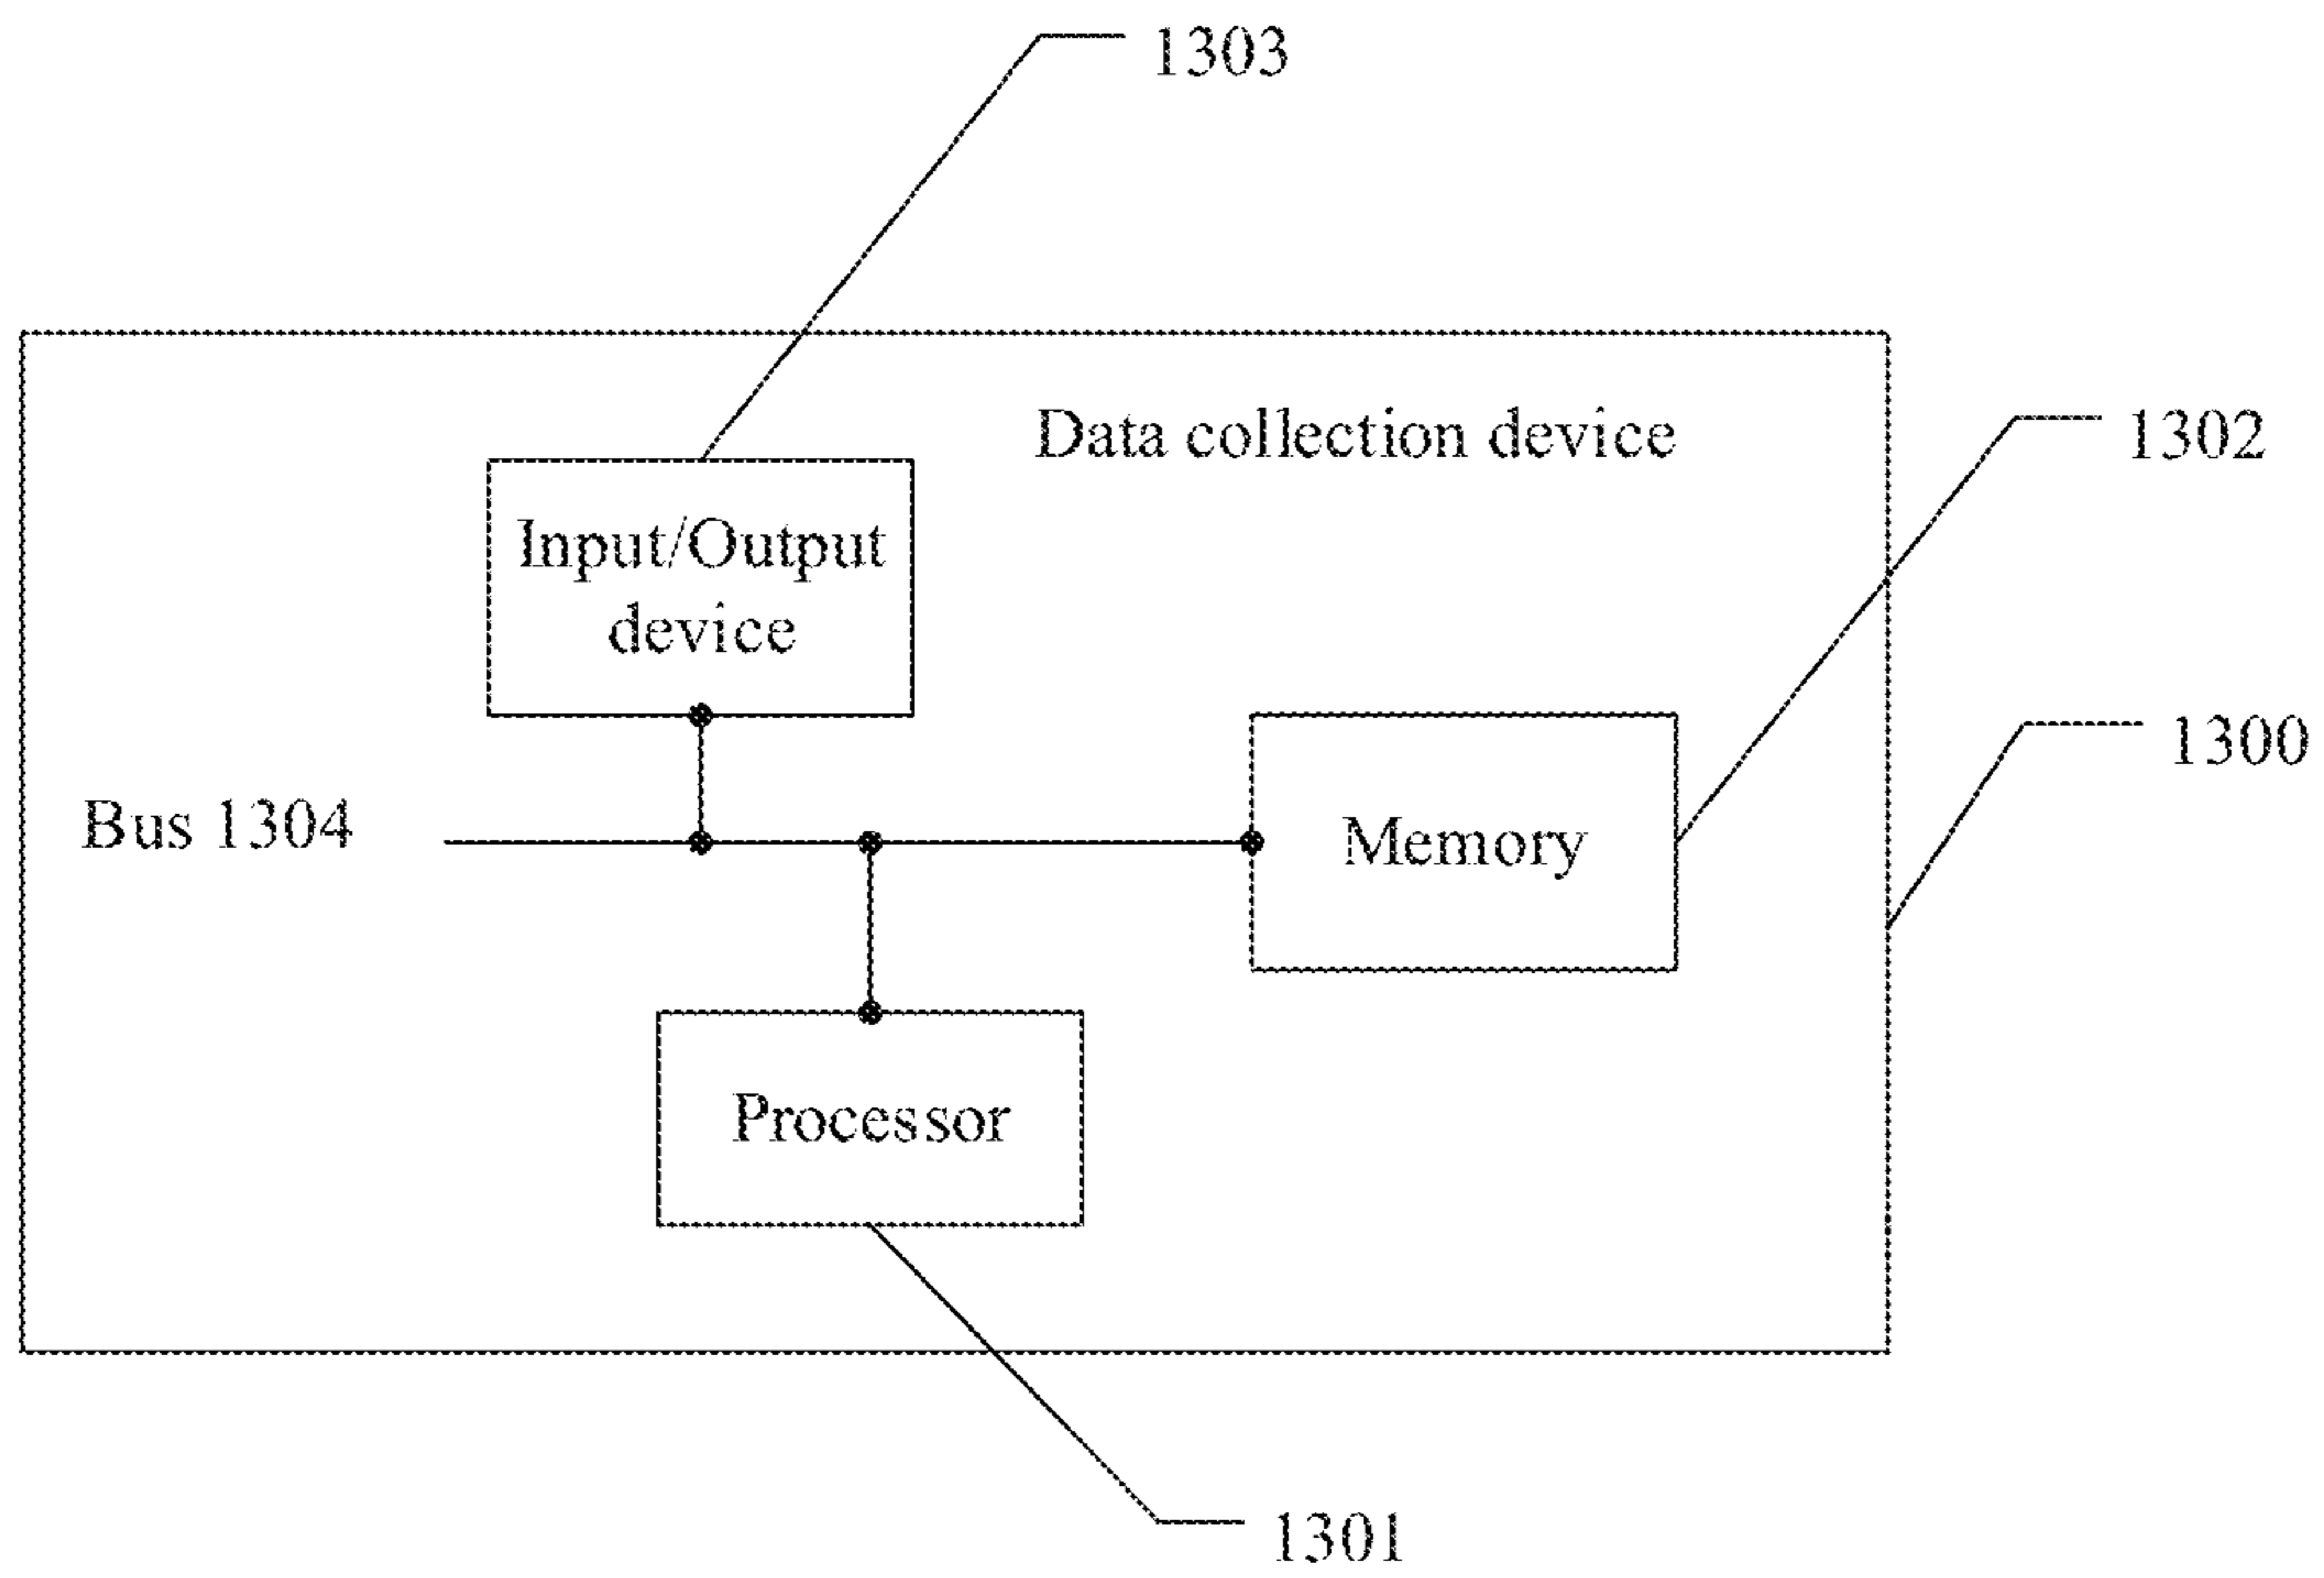 1303
Data collection device
1302
Input/Output
device
1300
Bus 1304
Memory
Processor
1301